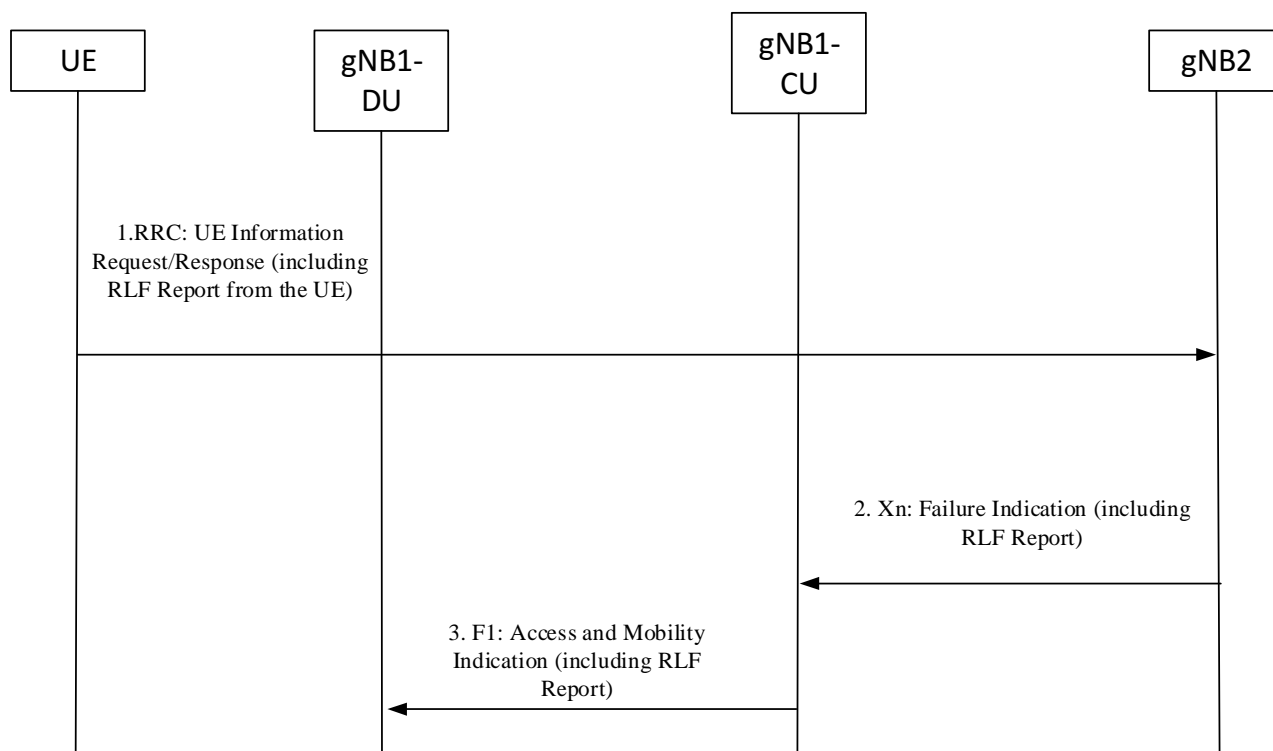 UE
gNB1-
DU
gNB1-
CU
gNB2
1.RRC: UE Information
Request/Response (including
RLF Report from the UE)
2. Xn: Failure Indication (including
RLF Report)
3. F1: Access and Mobility
Indication (including RLF
Report)